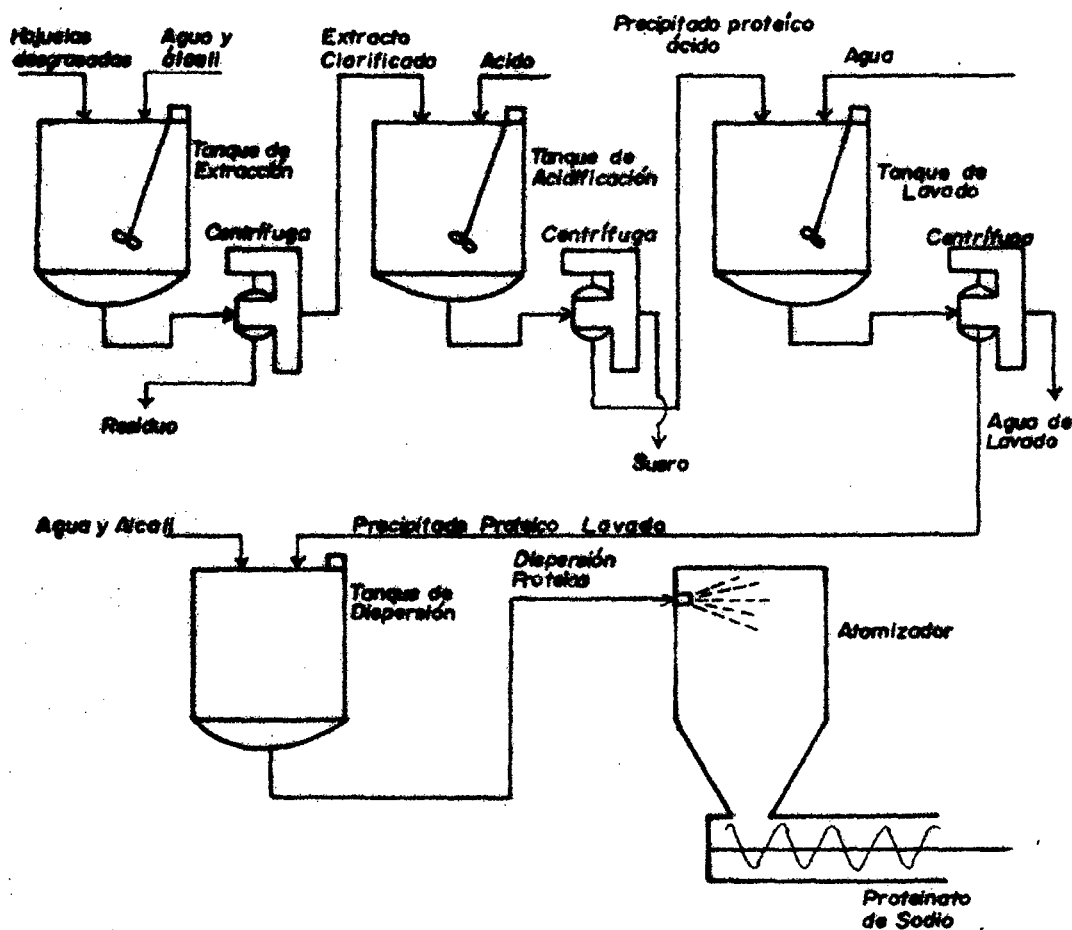 Hojuelas
desgrasadas
Agua y
álcali
Extracto
Clarificado
Acido
Precipitado proteíco
ácido
Agua
Tanque de
Extracción
Centrífuga
Tanque de
Acidificación
Centrífuga
Tanque de
Lavado
Centrífuga
Residuo
Suero
Agua de
Lavado
Agua y Alcali
Precipitado Proteico Lavado
Tanque de
Dispersión
Dispersión
Proteica
Atomizador
Proteinato
de Sodio